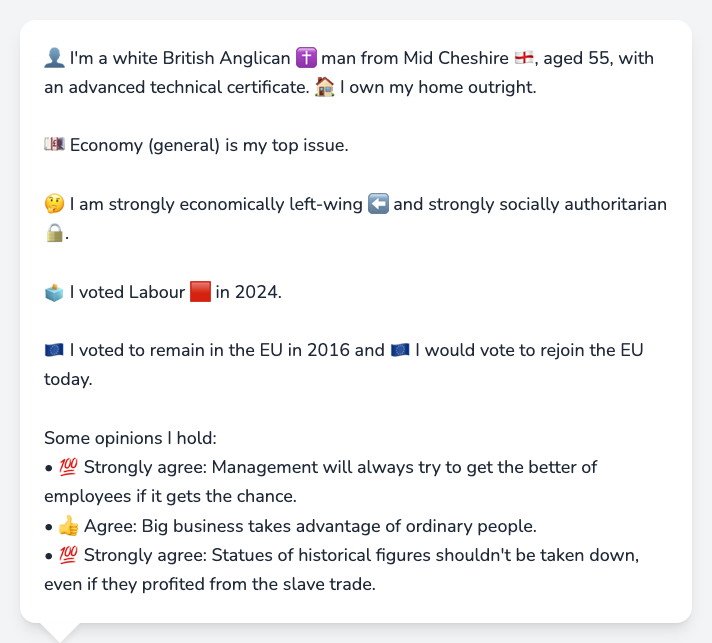 👤 I'm a white British Anglican ✝️ man from Mid Cheshire 🏴󠁧󠁢󠁥󠁮󠁧󠁿, aged 55, with
an advanced technical certificate. 🏠 I own my home outright.
💷 Economy (general) is my top issue.
🤔 I am strongly economically left-wing ⬅️ and strongly socially authoritarian
🔒.
🗳️ I voted Labour 🟥 in 2024.
🇪🇺 I voted to remain in the EU in 2016 and 🇪🇺 I would vote to rejoin the EU
today.
Some opinions I hold:
• 💯 Strongly agree: Management will always try to get the better of
employees if it gets the chance.
• 👍 Agree: Big business takes advantage of ordinary people.
• 💯 Strongly agree: Statues of historical figures shouldn't be taken down,
even if they profited from the slave trade.